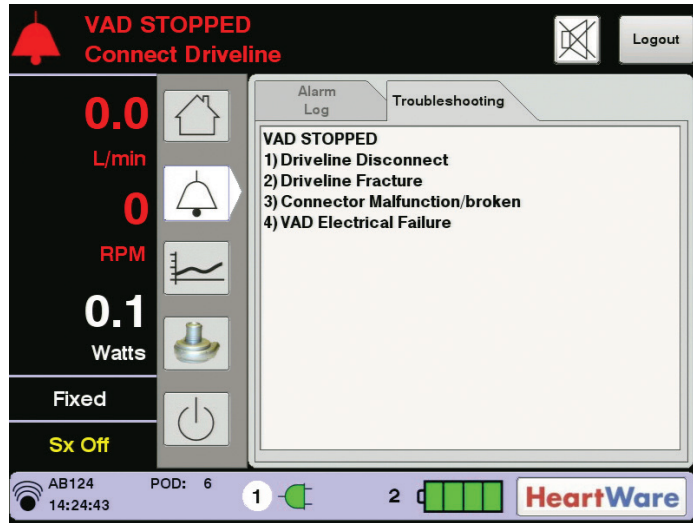 VAD STOPPED
Connect Driveline
Logout
0.0
L/min
0
RPM
0.1
Watts
Fixed
Sx Off
Alarm
Log
Troubleshooting
VAD STOPPED
1) Driveline Disconnect
2) Driveline Fracture
3) Connector Malfunction/broken
4) VAD Electrical Failure
AB124 POD: 6
14:24:43
1
2
HeartWare